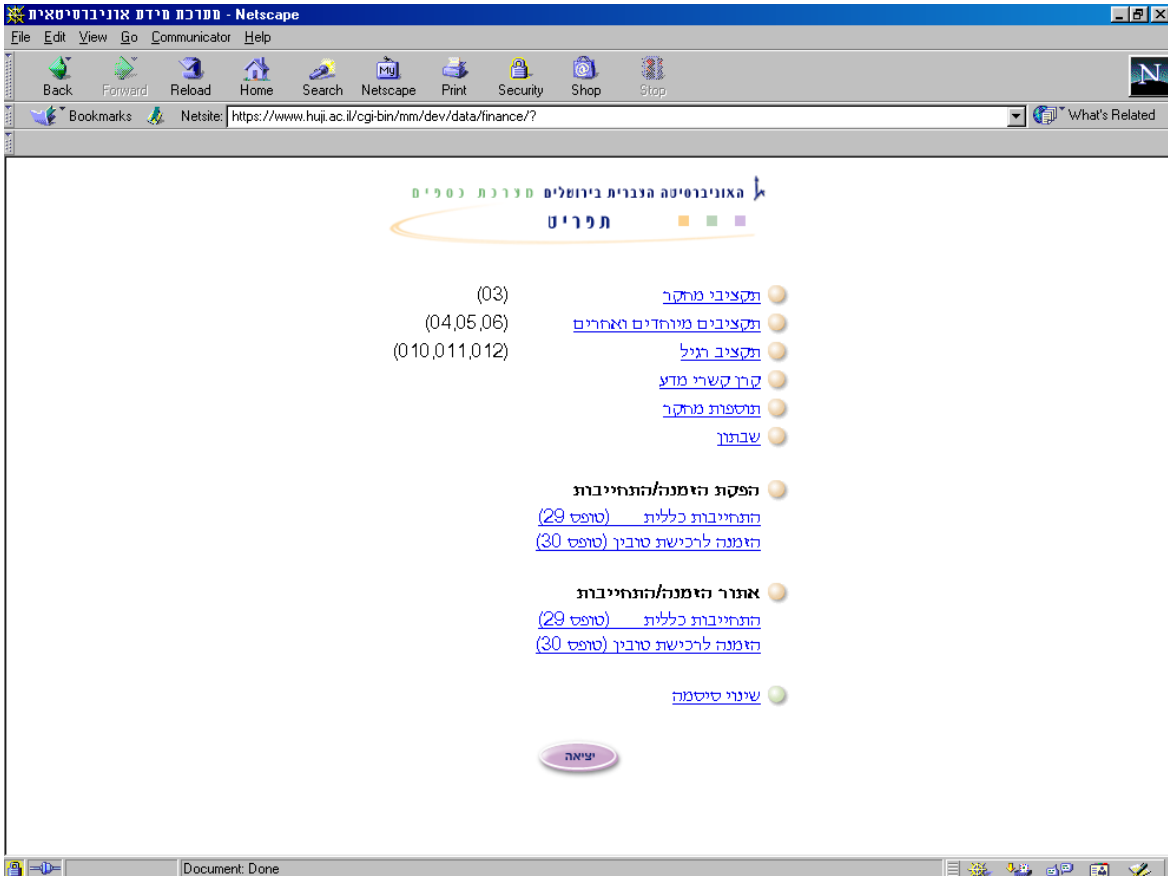 מערכת מידע אוניברסיטאית - Netscape
File Edit View Go Communicator Help
My
N
Back Forward Reload Home Search Netscape Print Security Shop Stop
Bookmarks Netsite: https://www.huji.ac.il/cgi-bin/mm/dev/data/finance/? What's Related
האוניברסיטה העברית בירושלים מערכת כספים
תפריט
תקציבי מחקר (03)
תקציבים מיוחדים ואחרים (04,05,06)
תקציב רגיל (010,011,012)
קרן קשרי מדע
תוספות מחקר
שבתון
הפקת הזמנה/התחייבות
התחייבות כללית (טופס 29)
הזמנה לרכישת טובין (טופס 30)
אתור הזמנה/התחייבות
התחייבות כללית (טופס 29)
הזמנה לרכישת טובין (טופס 30)
שינוי סיסמה
יציאה
Document: Done